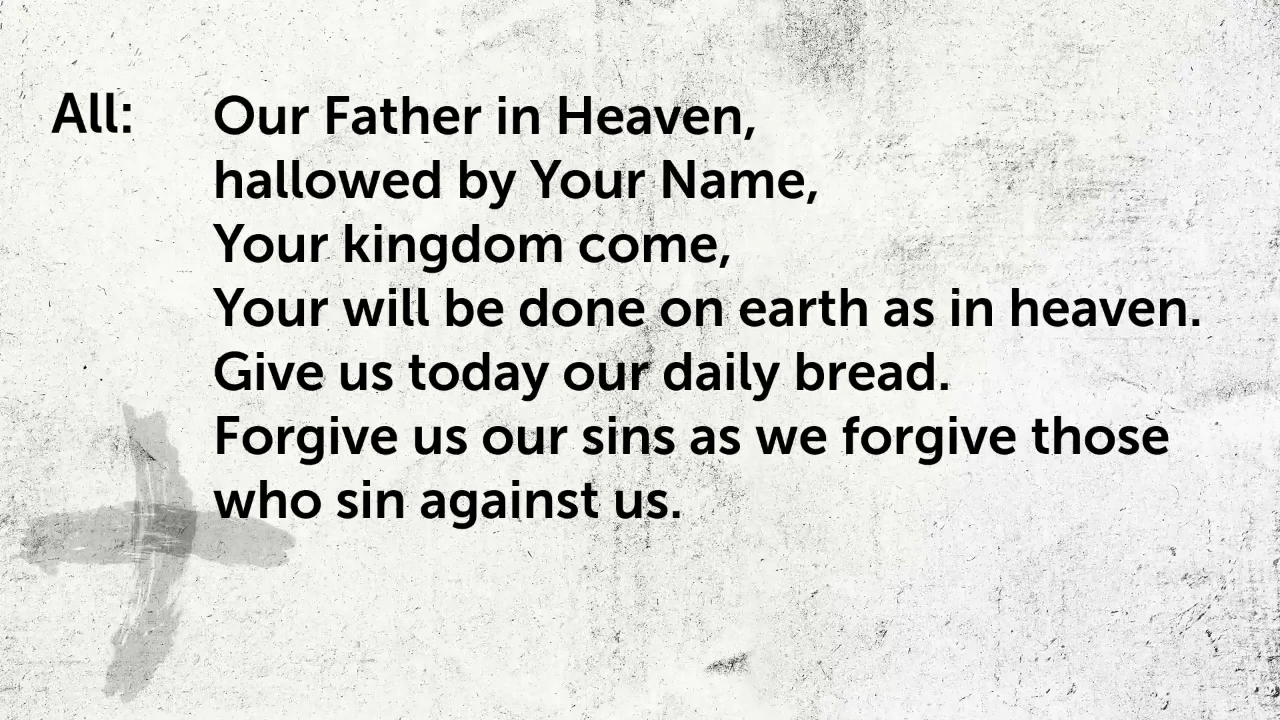 All: Our Father in Heaven,
hallowed by Your Name,
Your kingdom come,
Your will be done on earth as in heaven.
Give us today our daily bread.
Forgive us our sins as we forgive those
who sin against us.